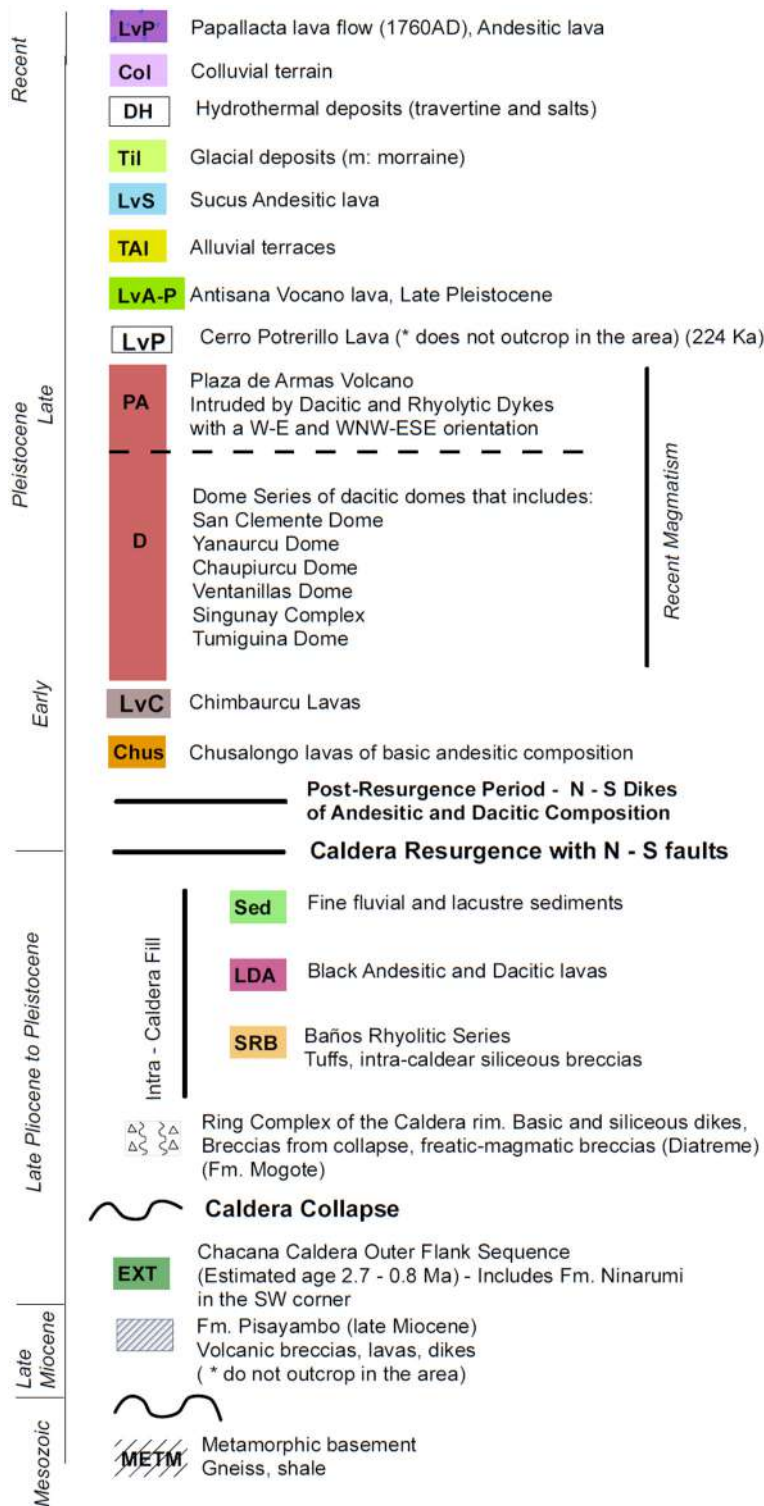 Recent
LvP Papallacta lava flow (1760AD), Andesitic lava
Col Colluvial terrain
DH Hydrothermal deposits (travertine and salts)
Til Glacial deposits (m: morraine)
LvS Sucus Andesitic lava
TAl Alluvial terraces
LvA-P Antisana Vocano lava, Late Pleistocene
LvP Cerro Potrerillo Lava (* does not outcrop in the area) (224 Ka)
Pleistocene
Late
PA
Plaza de Armas Volcano
Intruded by Dacitic and Rhyolytic Dykes
with a W-E and WNW-ESE orientation
D
Dome Series of dacitic domes that includes:
San Clemente Dome
Yanaurcu Dome
Chaupiurcu Dome
Ventanillas Dome
Singunay Complex
Tumiguina Dome
Recent Magmatism
Early
LvC Chimbaurcu Lavas
Chus Chusalongo lavas of basic andesitic composition
Post-Resurgence Period - N - S Dikes
of Andesitic and Dacitic Composition
Caldera Resurgence with N - S faults
Late Pliocene to Pleistocene
Intra - Caldera Fill
Sed Fine fluvial and lacustre sediments
LDA Black Andesitic and Dacitic lavas
SRB Baños Rhyolitic Series
Tuffs, intra-caldear siliceous breccias
Ring Complex of the Caldera rim. Basic and siliceous dikes,
Breccias from collapse, freatic-magmatic breccias (Diatreme)
(Fm. Mogote)
Caldera Collapse
EXT
Chacana Caldera Outer Flank Sequence
(Estimated age 2.7 - 0.8 Ma) - Includes Fm. Ninarumi
in the SW corner
Late
Miocene
Fm. Pisayambo (late Miocene)
Volcanic breccias, lavas, dikes
( * do not outcrop in the area)
Mesozoic
METM
Metamorphic basement
Gneiss, shale